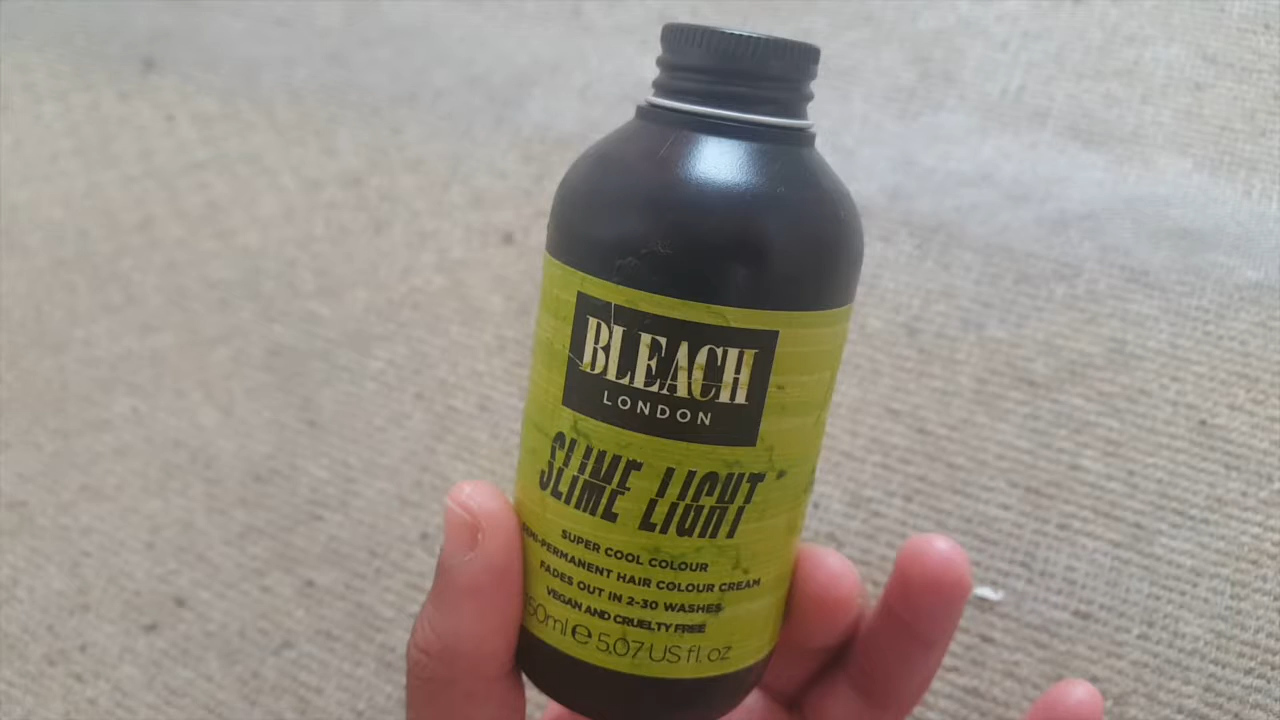 BLEACH
LONDON
SLIME LIGHT
SUPER COOL COLOUR
SEMI-PERMANENT HAIR COLOUR CREAM
FADES OUT IN 2-30 WASHES
VEGAN AND CRUELTY FREE
150ml e 5.07 US fl. oz